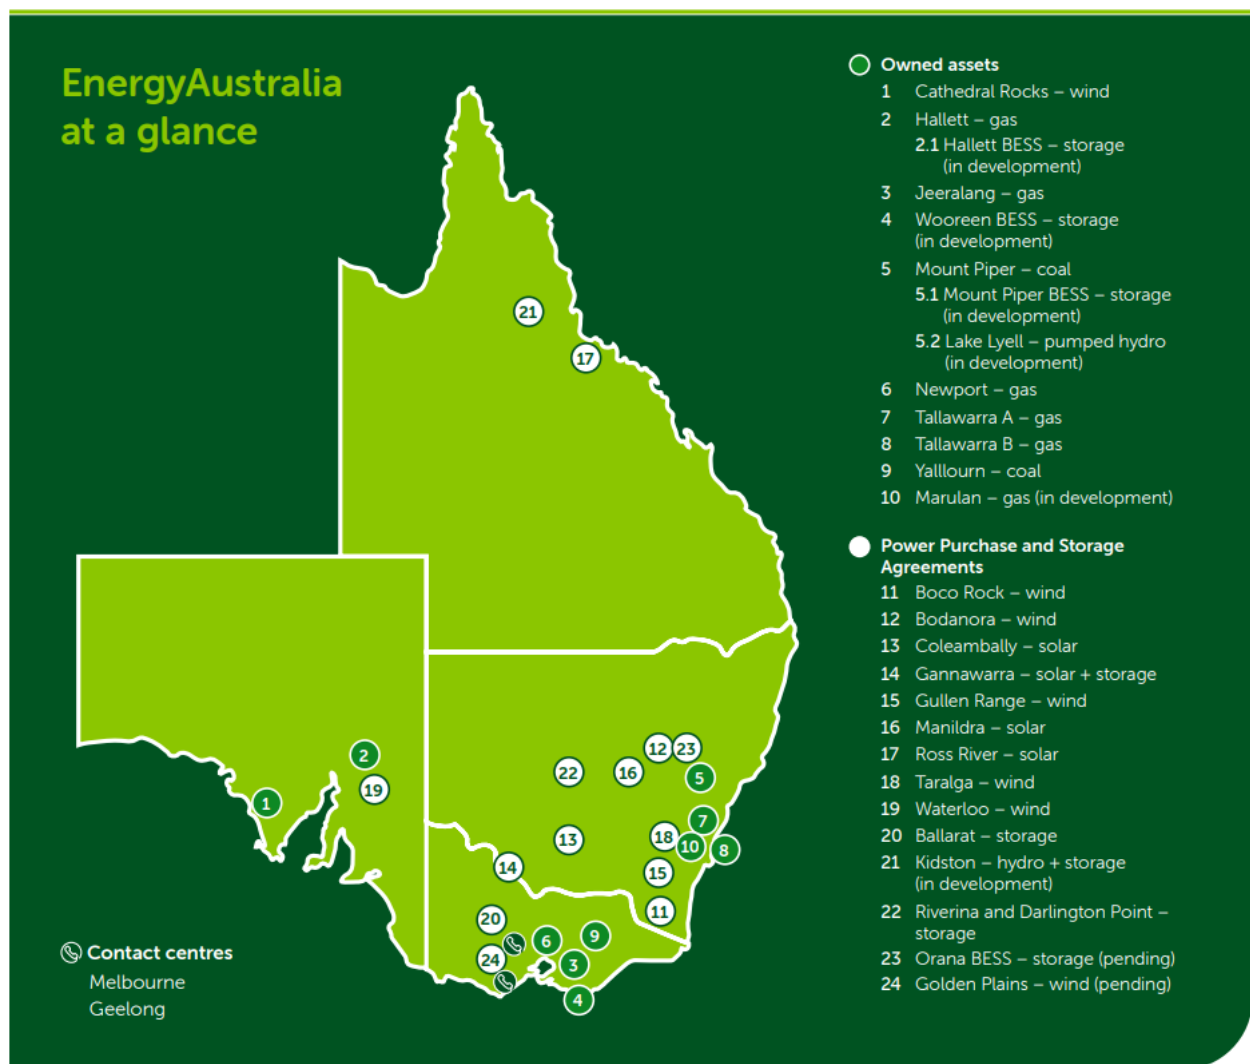 EnergyAustralia
at a glance
Owned assets
1 Cathedral Rocks – wind
2 Hallett – gas
2.1 Hallett BESS – storage
(in development)
3 Jeeralang – gas
4 Wooreen BESS – storage
(in development)
5 Mount Piper – coal
5.1 Mount Piper BESS – storage
(in development)
5.2 Lake Lyell – pumped hydro
(in development)
6 Newport – gas
7 Tallawarra A – gas
8 Tallawarra B – gas
9 Yalllourn – coal
10 Marulan – gas (in development)
Power Purchase and Storage
Agreements
11 Boco Rock – wind
12 Bodanora – wind
13 Coleambally – solar
14 Gannawarra – solar + storage
15 Gullen Range – wind
16 Manildra – solar
17 Ross River – solar
18 Taralga – wind
19 Waterloo – wind
20 Ballarat – storage
21 Kidston – hydro + storage
(in development)
22 Riverina and Darlington Point –
storage
23 Orana BESS – storage (pending)
24 Golden Plains – wind (pending)
21
17
2
19
1
12 23
22 16 5
7
13 18 10 8
14 15
20 11
6 9
24 3
4
Contact centres
Melbourne
Geelong